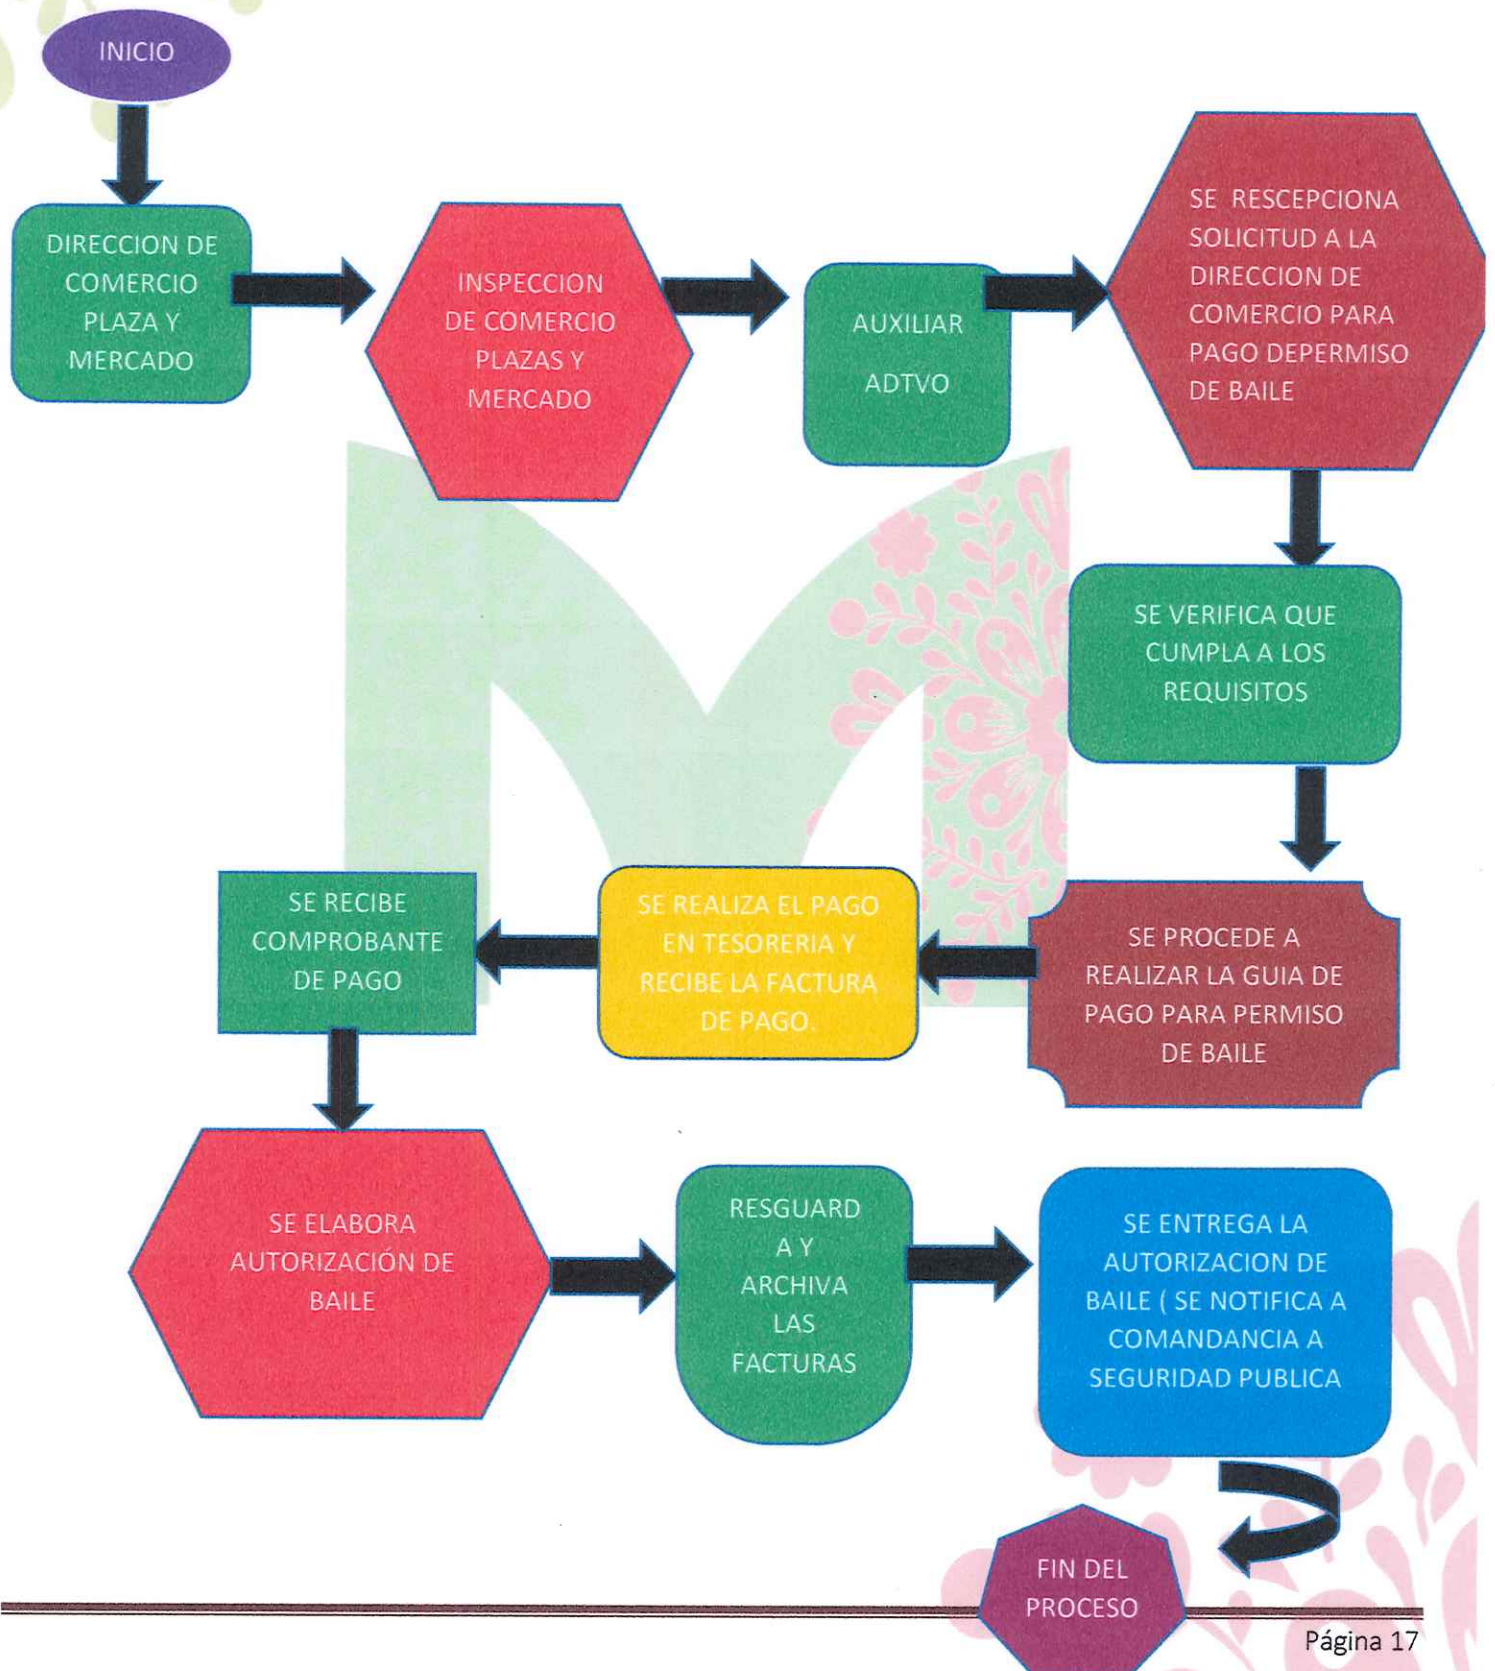 INICIO
DIRECCION DE
COMERCIO
PLAZA Y
MERCADO
INSPECCION
DE COMERCIO
PLAZAS Y
MERCADO
AUXILIAR
ADTVO
SE RESCEPCIONA
SOLICITUD A LA
DIRECCION DE
COMERCIO PARA
PAGO DEPERMISO
DE BAILE
SE VERIFICA QUE
CUMPLA A LOS
REQUISITOS
SE PROCEDE A
REALIZAR LA GUIA DE
PAGO PARA PERMISO
DE BAILE
SE REALIZA EL PAGO
EN TESORERIA Y
RECIBE LA FACTURA
DE PAGO.
SE RECIBE
COMPROBANTE
DE PAGO
SE ELABORA
AUTORIZACIÓN DE
BAILE
RESGUARD
A Y
ARCHIVA
LAS
FACTURAS
SE ENTREGA LA
AUTORIZACION DE
BAILE ( SE NOTIFICA A
COMANDANCIA A
SEGURIDAD PUBLICA
FIN DEL
PROCESO
Página 17